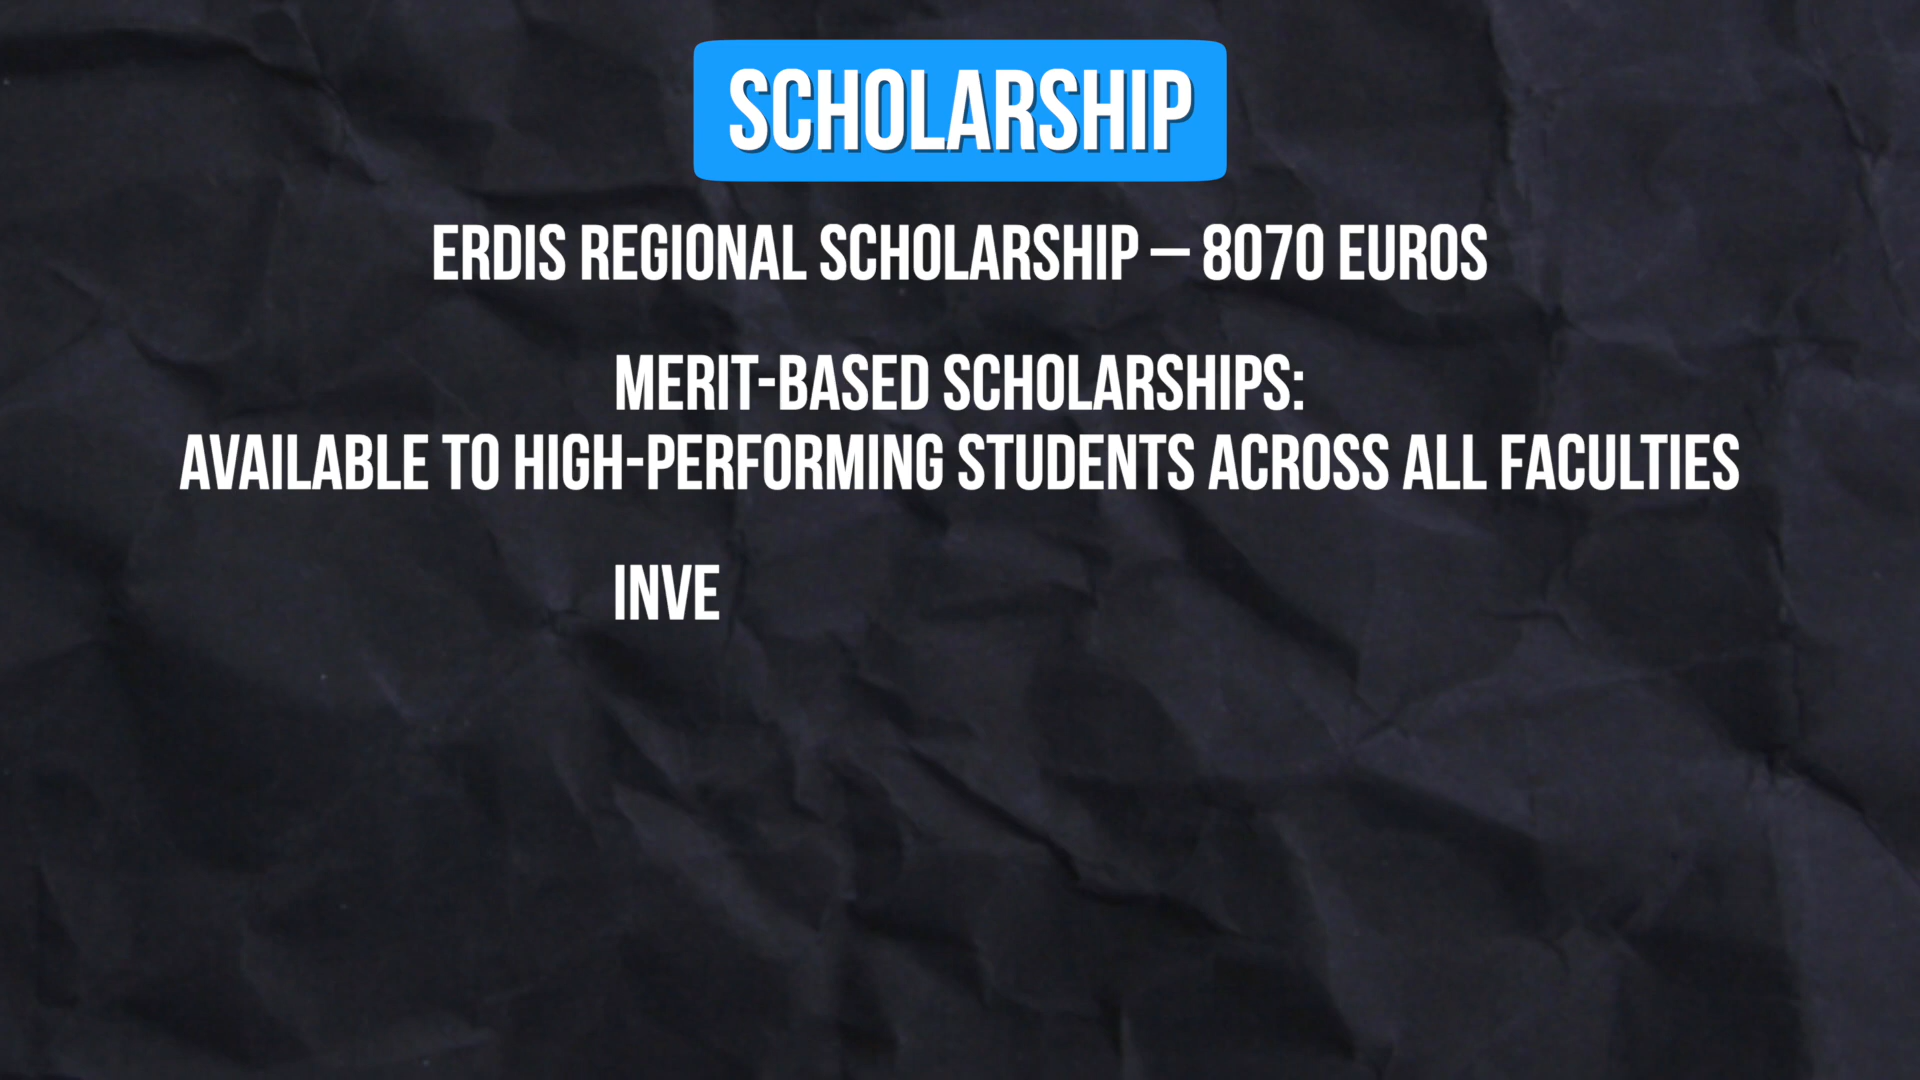 SCHOLARSHIP
ERDIS REGIONAL SCHOLARSHIP – 8070 EUROS
MERIT-BASED SCHOLARSHIPS:
AVAILABLE TO HIGH-PERFORMING STUDENTS ACROSS ALL FACULTIES
INVE